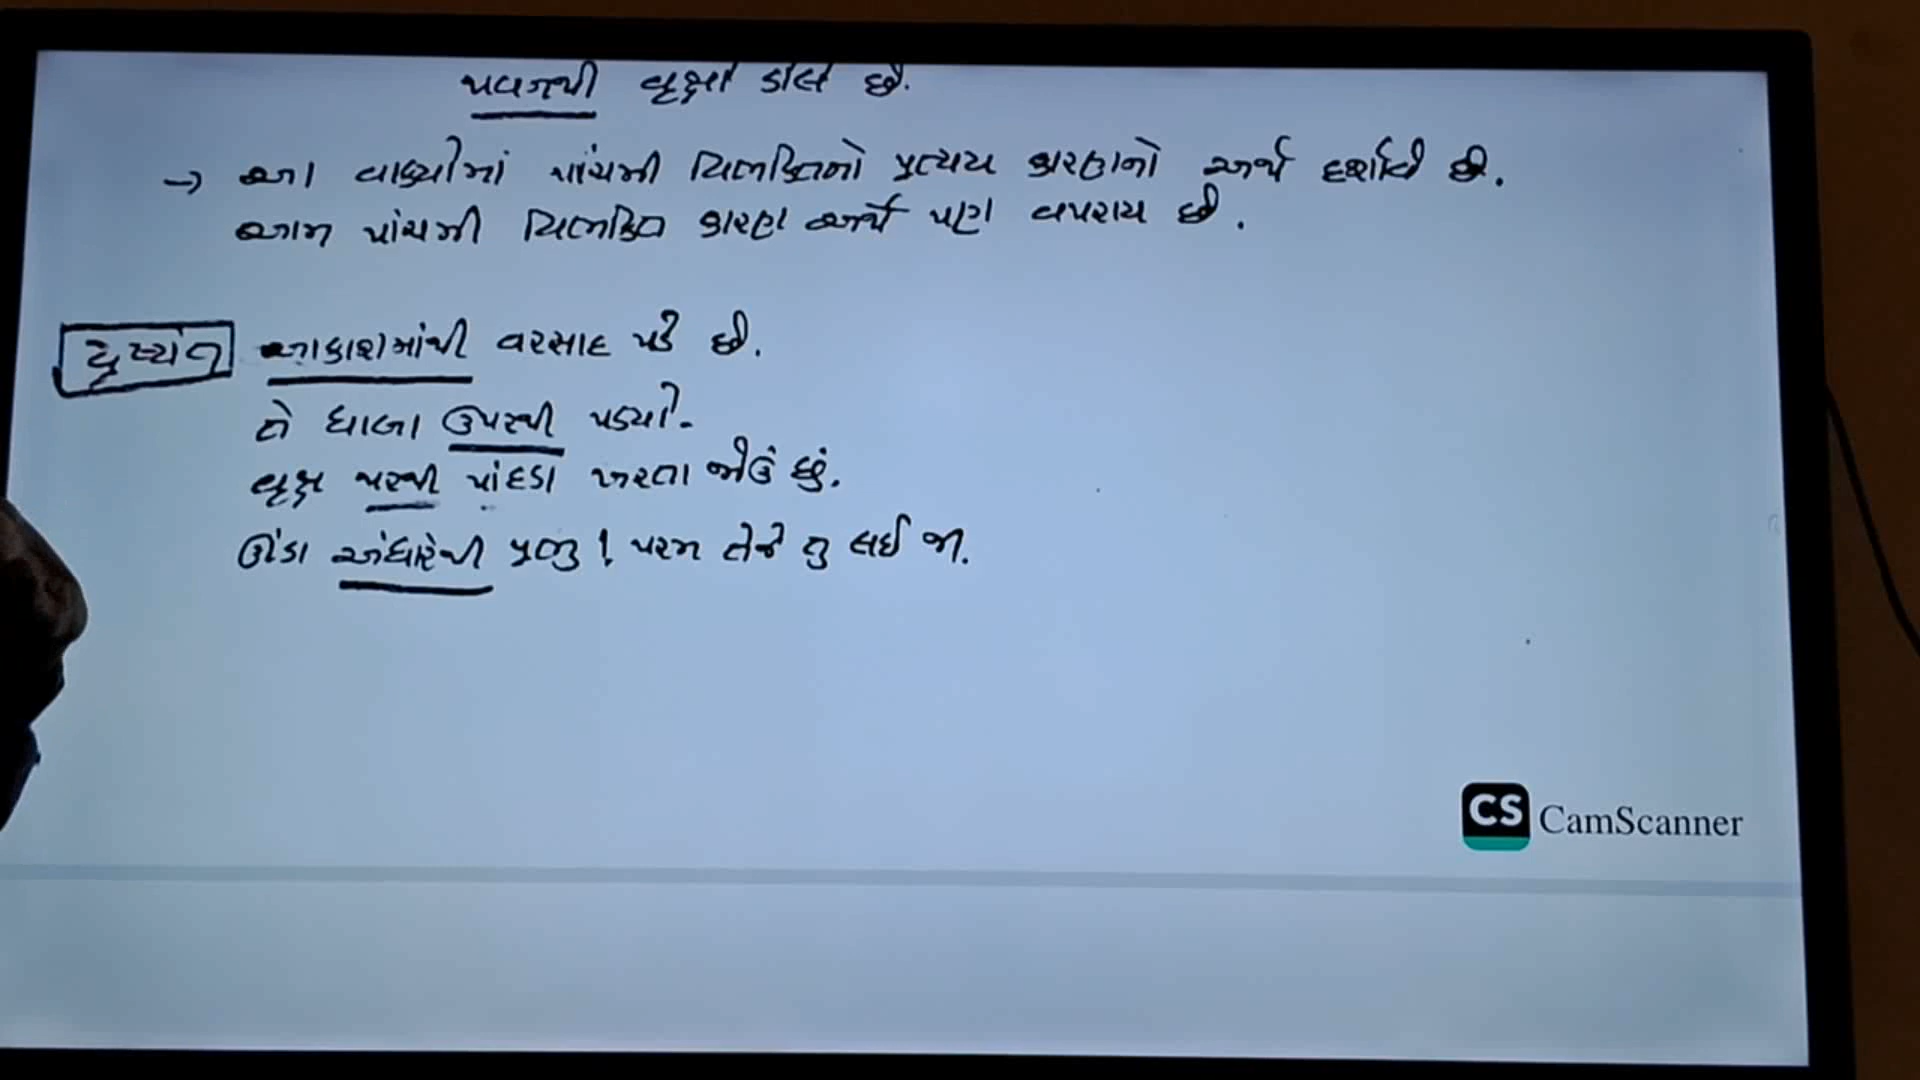 પવનથી વૃક્ષો ડોલે છે.
→ આ વાક્યોમાં પાંચમી વિભક્તિનો પ્રત્યય કારણનો અર્થ દર્શાવે છે.
આમ પાંચમી વિભક્તિ કારણ અર્થે પણ વપરાય છે.
દ્રષ્ટાંત આકાશમાંથી વરસાદ પડે છે.
તે ધાબા ઉપરથી પડ્યો.
વૃક્ષ પરથી પાંદડા ખરતા જોઉં છું.
ઊંડા અંધારેથી પ્રભુ! પરમ તેજે તુ લઈ જા.
CS CamScanner